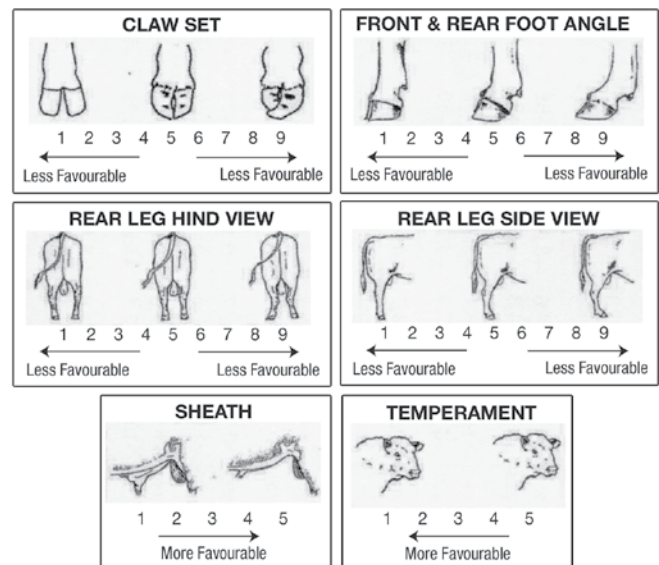 CLAW SET
1 2 3 4 5 6 7 8 9
Less Favourable Less Favourable
FRONT & REAR FOOT ANGLE
1 2 3 4 5 6 7 8 9
Less Favourable Less Favourable
REAR LEG HIND VIEW
1 2 3 4 5 6 7 8 9
Less Favourable Less Favourable
REAR LEG SIDE VIEW
1 2 3 4 5 6 7 8 9
Less Favourable Less Favourable
SHEATH
1 2 3 4 5
More Favourable
TEMPERAMENT
1 2 3 4 5
More Favourable